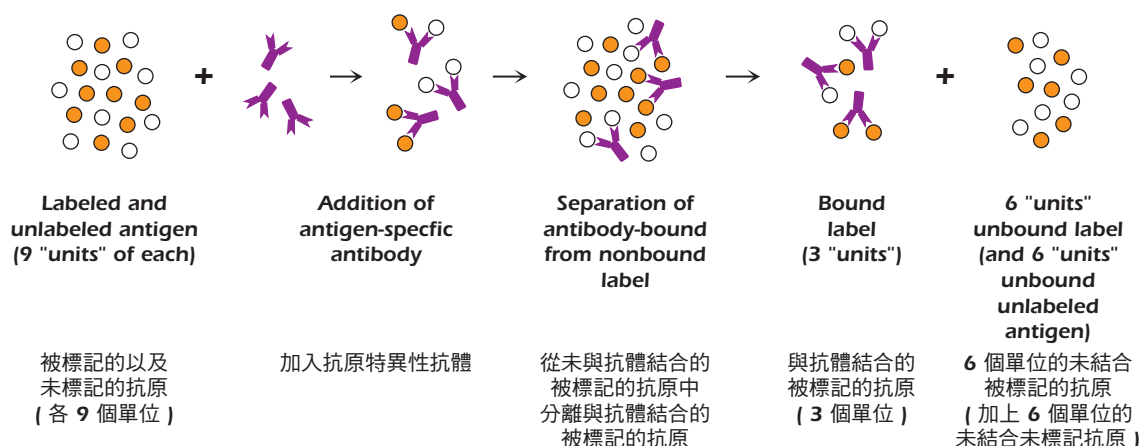 +
Labeled and
unlabeled antigen
(9 "units" of each)
Addition of
antigen-specfic
antibody
Separation of
antibody-bound
from nonbound
label
Bound
label
(3 "units")
+
6 "units"
unbound label
(and 6 "units"
unbound
unlabeled
antigen)
被標記的以及
未標記的抗原
( 各 9 個單位 )
加入抗原特異性抗體
從未與抗體結合的
被標記的抗原中
分離與抗體結合的
被標記的抗原
與抗體結合的
被標記的抗原
( 3 個單位 )
6 個單位的未結合
被標記的抗原
( 加上 6 個單位的
未結合未標記抗原 )